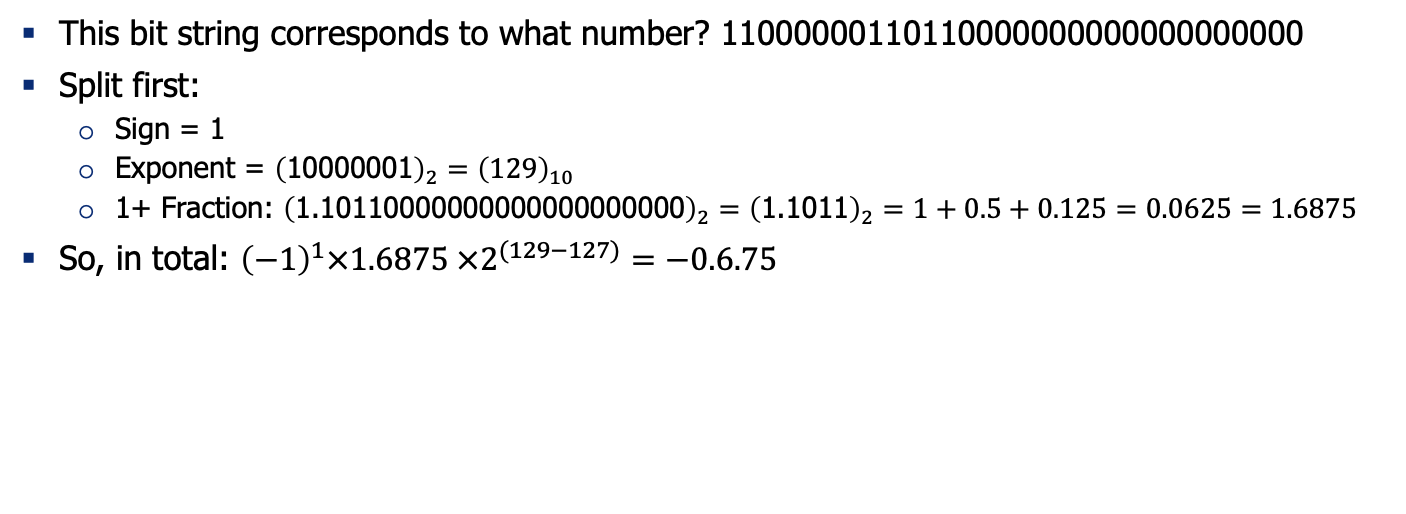 ▪ This bit string corresponds to what number? 11000000110110000000000000000000
▪ Split first:
○ Sign = 1
○ Exponent = (10000001)₂ = (129)₁₀
○ 1+ Fraction: (1.10110000000000000000000)₂ = (1.1011)₂ = 1 + 0.5 + 0.125 = 0.0625 = 1.6875
▪ So, in total: (−1)¹×1.6875 ×2⁽¹²⁹⁻¹²⁷⁾ = −0.6.75